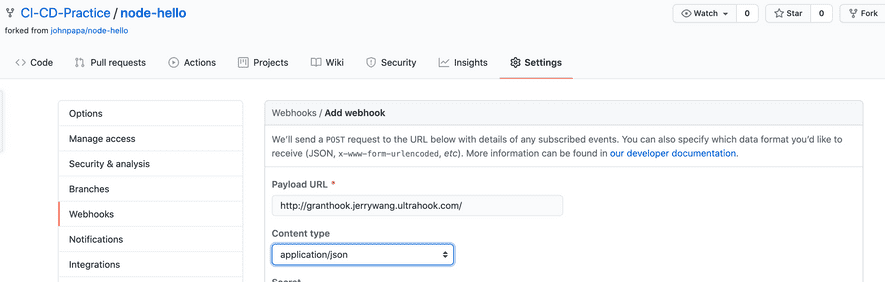 CI-CD-Practice / node-hello
Watch 0 Star 0 Fork
forked from johnpapa/node-hello
Code Pull requests Actions Projects Wiki Security Insights Settings
Options
Manage access
Security & analysis
Branches
Webhooks
Notifications
Integrations
Webhooks / Add webhook
We'll send a POST request to the URL below with details of any subscribed events. You can also specify which data format you'd like to
receive (JSON, x-www-form-urlencoded, etc). More information can be found in our developer documentation.
Payload URL *
http://granthook.jerrywang.ultrahook.com/
Content type
application/json